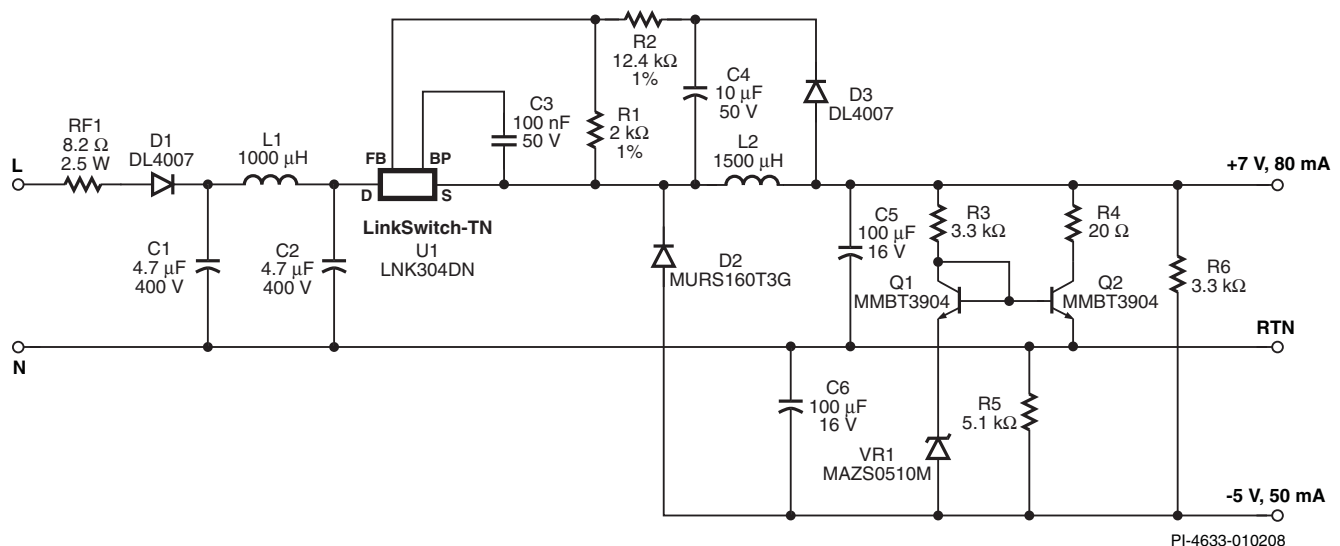 R2
12.4 kΩ
1%
C4
10 µF
50 V
D3
DL4007
C3
100 nF
50 V
R1
2 kΩ
1%
RF1
8.2 Ω
2.5 W
D1
DL4007
L1
1000 µH
FB
BP
L2
1500 µH
L
D
S
+7 V, 80 mA
LinkSwitch-TN
U1
LNK304DN
C1
4.7 µF
400 V
C2
4.7 µF
400 V
D2
MURS160T3G
C5
100 µF
16 V
R3
3.3 kΩ
R4
20 Ω
Q1
MMBT3904
Q2
MMBT3904
R6
3.3 kΩ
N
RTN
C6
100 µF
16 V
R5
5.1 kΩ
VR1
MAZS0510M
-5 V, 50 mA
PI-4633-010208